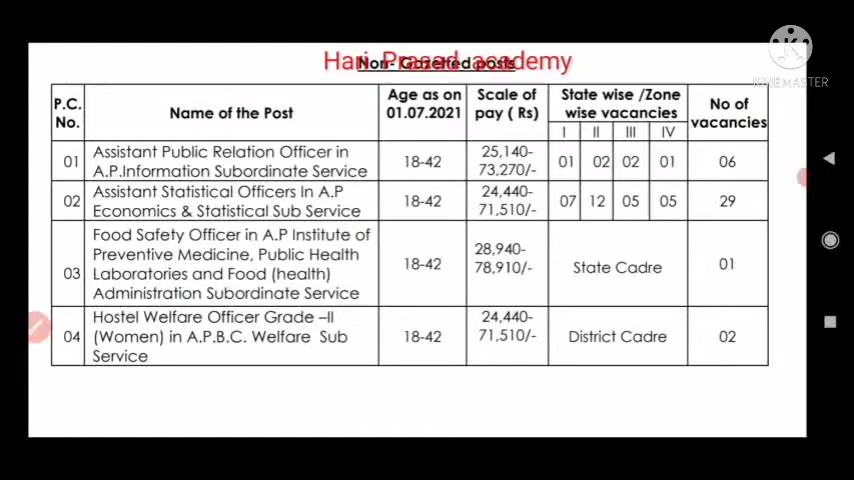 Hari Prasad academy
Non- Gazetted posts
KINEMASTER
P.C. No. Name of the Post Age as on 01.07.2021 Scale of pay ( Rs) State wise /Zone wise vacancies No of vacancies
I II III IV
01 Assistant Public Relation Officer in A.P.Information Subordinate Service 18-42 25,140-73,270/- 01 02 02 01 06
02 Assistant Statistical Officers In A.P Economics & Statistical Sub Service 18-42 24,440-71,510/- 07 12 05 05 29
03 Food Safety Officer in A.P Institute of Preventive Medicine, Public Health Laboratories and Food (health) Administration Subordinate Service 18-42 28,940-78,910/- State Cadre 01
04 Hostel Welfare Officer Grade –II (Women) in A.P.B.C. Welfare Sub Service 18-42 24,440-71,510/- District Cadre 02